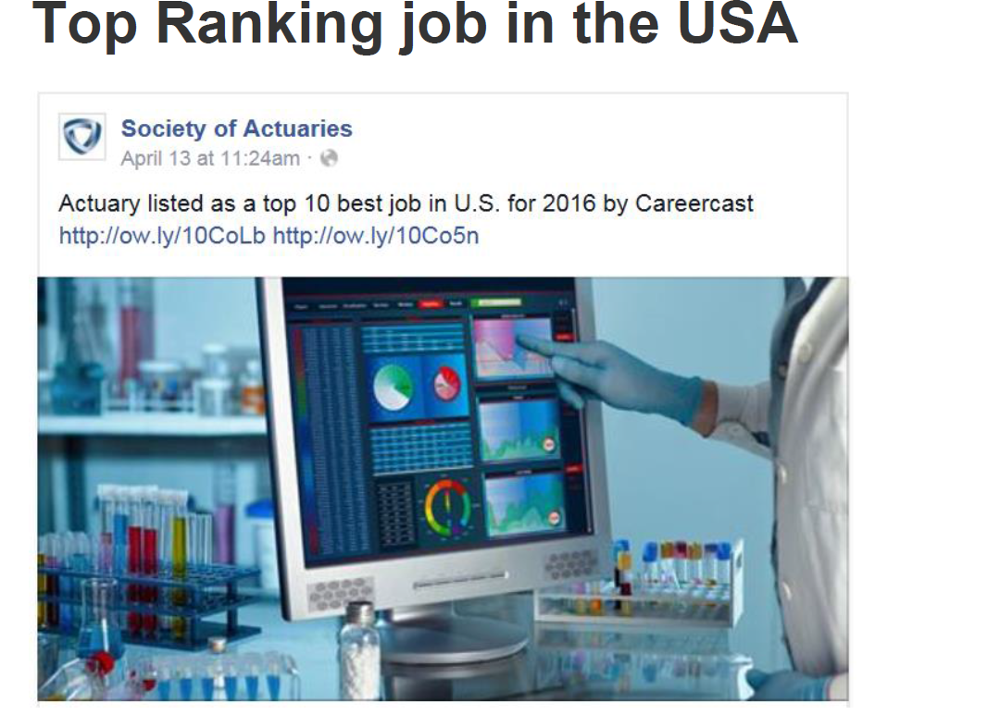 Top Ranking job in the USA
Society of Actuaries
April 13 at 11:24am ·
Actuary listed as a top 10 best job in U.S. for 2016 by Careercast
http://ow.ly/10CoLb http://ow.ly/10Co5n